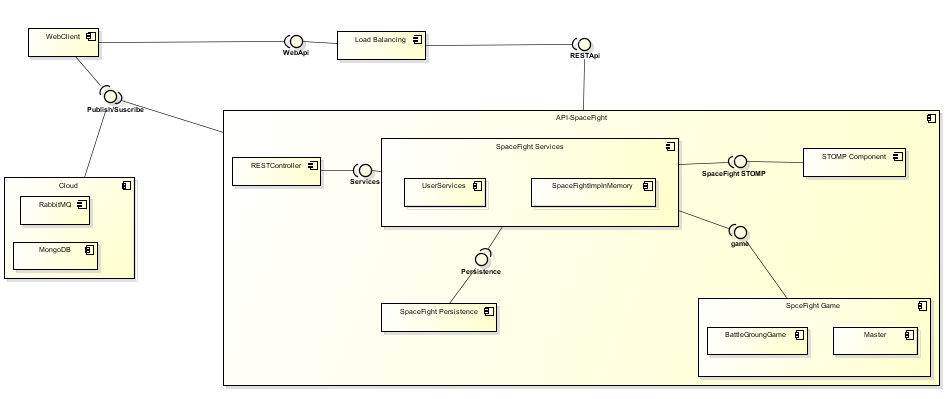 WebClient
WebApi
Load Balancing
RESTApi
Publish/Suscribe
API-SpaceFight
SpaceFight Services
RESTController
Services
UserServices
SpaceFightImplnMemory
SpaceFight STOMP
STOMP Component
Cloud
RabbitMQ
MongoDB
game
Persistence
SpaceFight Persistence
SpceFight Game
BattleGroungGame
Master